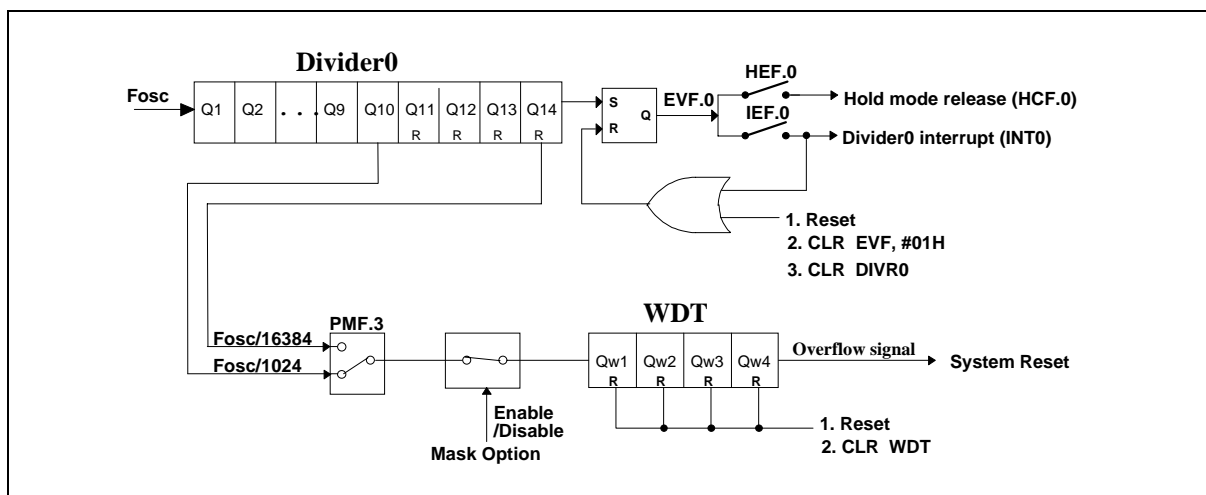 Divider0
Fosc
Q1 Q2 ... Q9 Q10 Q11 Q12 Q13 Q14
R R R R
S
R
Q
EVF.0
HEF.0
IEF.0
Hold mode release (HCF.0)
Divider0 interrupt (INT0)
1. Reset
2. CLR EVF, #01H
3. CLR DIVR0
Fosc/16384
Fosc/1024
PMF.3
Enable
/Disable
Mask Option
WDT
Qw1 Qw2 Qw3 Qw4
R R R R
Overflow signal
System Reset
1. Reset
2. CLR WDT